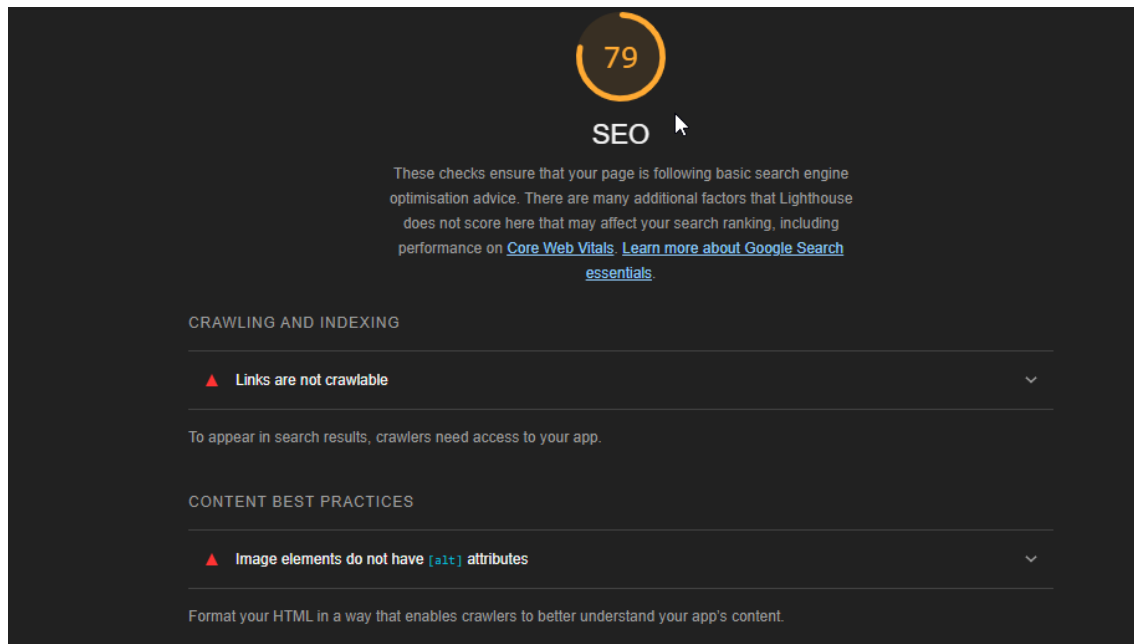 79
SEO
These checks ensure that your page is following basic search engine
optimisation advice. There are many additional factors that Lighthouse
does not score here that may affect your search ranking, including
performance on Core Web Vitals. Learn more about Google Search
essentials.
CRAWLING AND INDEXING
Links are not crawlable
To appear in search results, crawlers need access to your app.
CONTENT BEST PRACTICES
Image elements do not have [alt] attributes
Format your HTML in a way that enables crawlers to better understand your app's content.